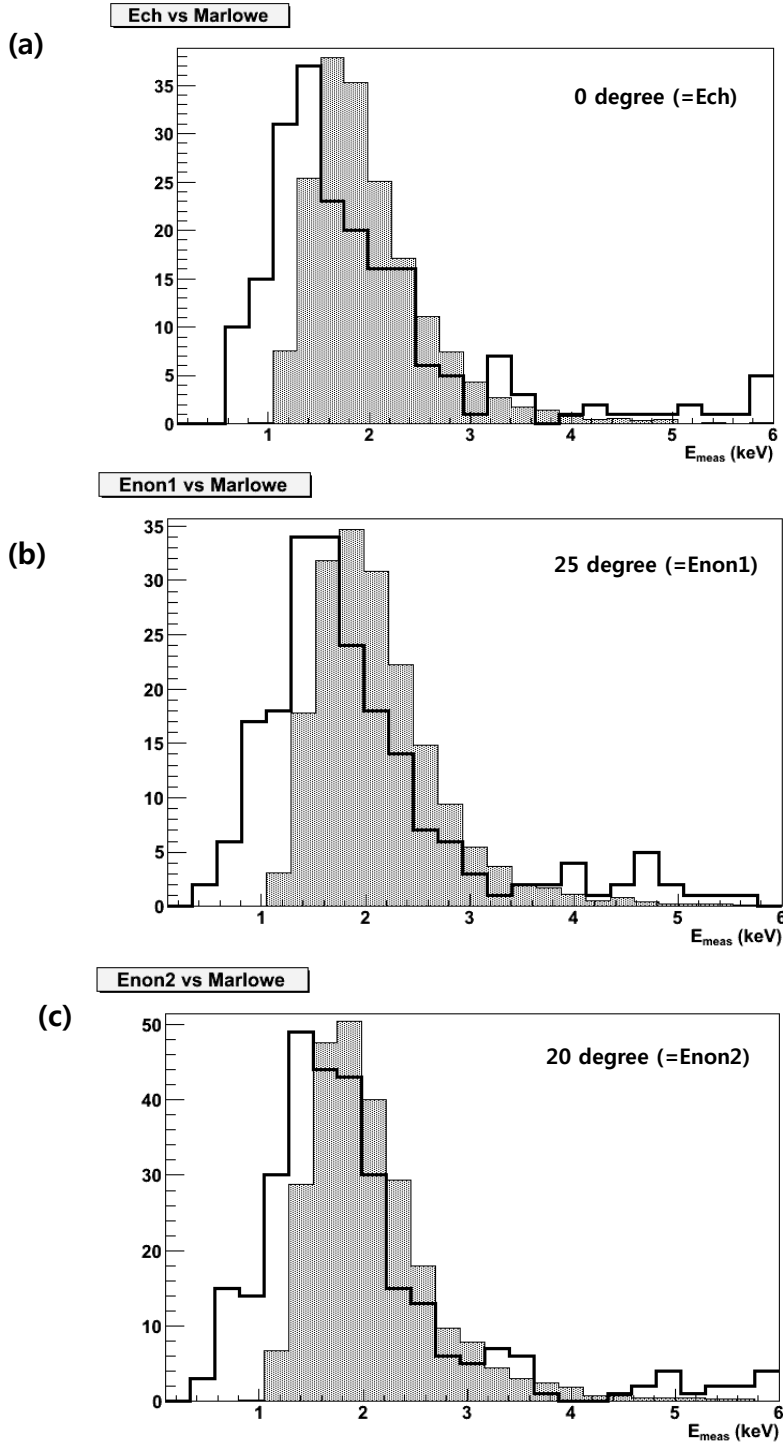 Ech vs Marlowe
(a)
0 degree (=Ech)
35
30
25
20
15
10
5
0
1 2 3 4 5 6
E_meas (keV)
Enon1 vs Marlowe
(b)
25 degree (=Enon1)
35
30
25
20
15
10
5
0
1 2 3 4 5 6
E_meas (keV)
Enon2 vs Marlowe
(c)
20 degree (=Enon2)
50
40
30
20
10
0
1 2 3 4 5 6
E_meas (keV)